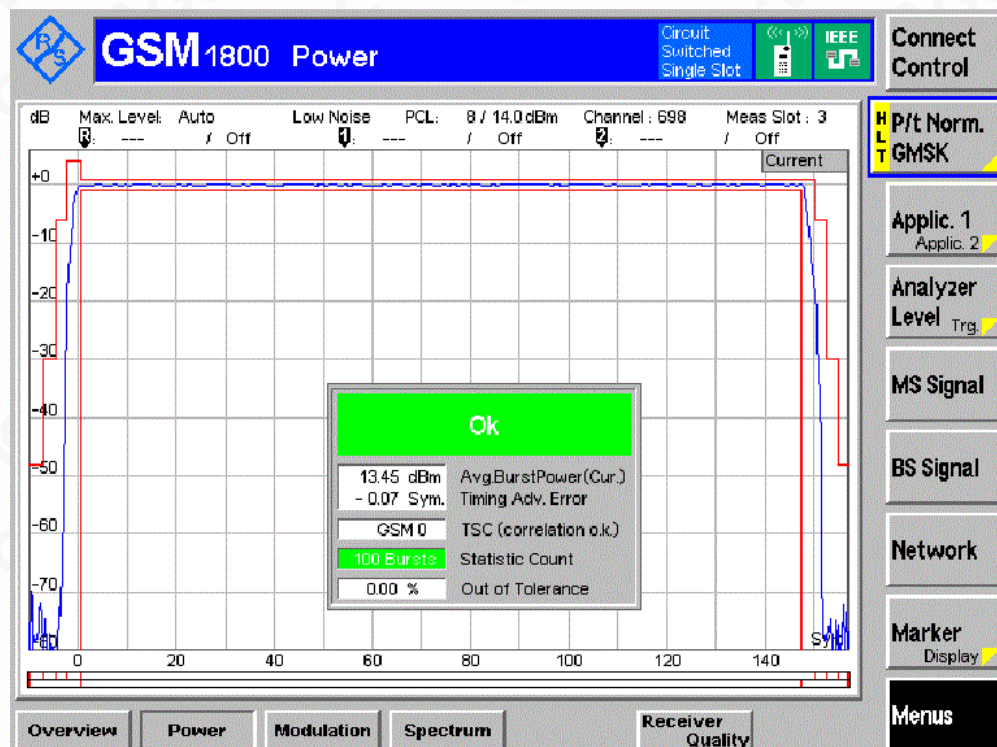 R/S
GSM 1800 Power
Circuit Switched Single Slot
IEEE
Connect Control
dB Max. Level: Auto Low Noise PCL: 8 / 14.0 dBm Channel : 698 Meas Slot : 3
R: --- / Off 1: --- / Off 2: --- / Off
Current
HLT
P/t Norm. GMSK
+0
-10
-20
-30
-40
-50
-60
-70
-80
Sym
0 20 40 60 80 100 120 140
Ok
13.45 dBm Avg.BurstPower(Cur.)
- 0.07 Sym. Timing Adv. Error
GSM 0 TSC (correlation o.k.)
100 Bursts Statistic Count
0.00 % Out of Tolerance
Applic. 1
Applic. 2
Analyzer Level Trg.
MS Signal
BS Signal
Network
Marker
Display
Menus
Overview Power Modulation Spectrum Receiver Quality